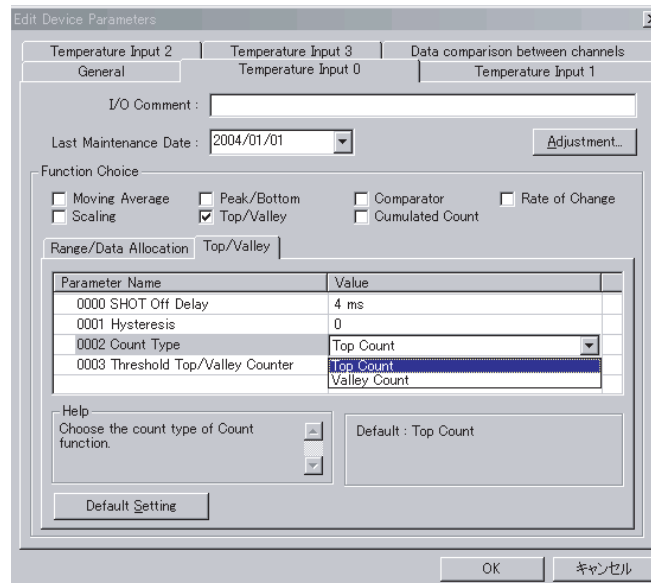 Edit Device Parameters
Temperature Input 2
Temperature Input 3
Data comparison between channels
General
Temperature Input 0
Temperature Input 1
I/O Comment :
Last Maintenance Date : 2004/01/01
Adjustment...
Function Choice
Moving Average
Peak/Bottom
Comparator
Rate of Change
Scaling
Top/Valley
Cumulated Count
Range/Data Allocation
Top/Valley
Parameter Name
Value
0000 SHOT Off Delay
4 ms
0001 Hysteresis
0
0002 Count Type
Top Count
0003 Threshold Top/Valley Counter
Top Count
Valley Count
Help
Choose the count type of Count
function.
Default : Top Count
Default Setting
OK
キャンセル